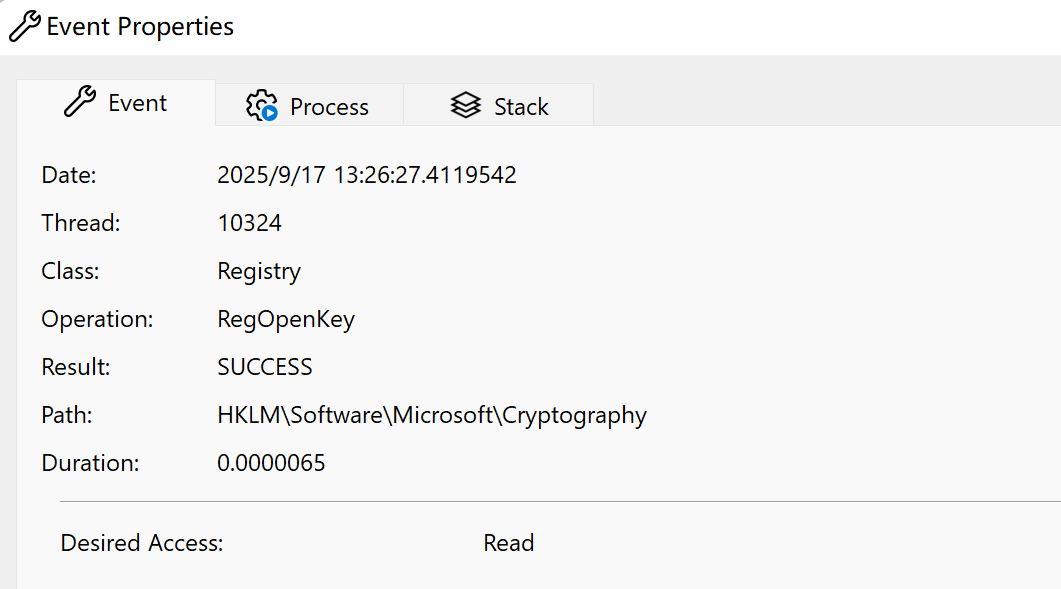 Event Properties
Event Process Stack
Date: 2025/9/17 13:26:27.4119542
Thread: 10324
Class: Registry
Operation: RegOpenKey
Result: SUCCESS
Path: HKLM\Software\Microsoft\Cryptography
Duration: 0.0000065
Desired Access: Read